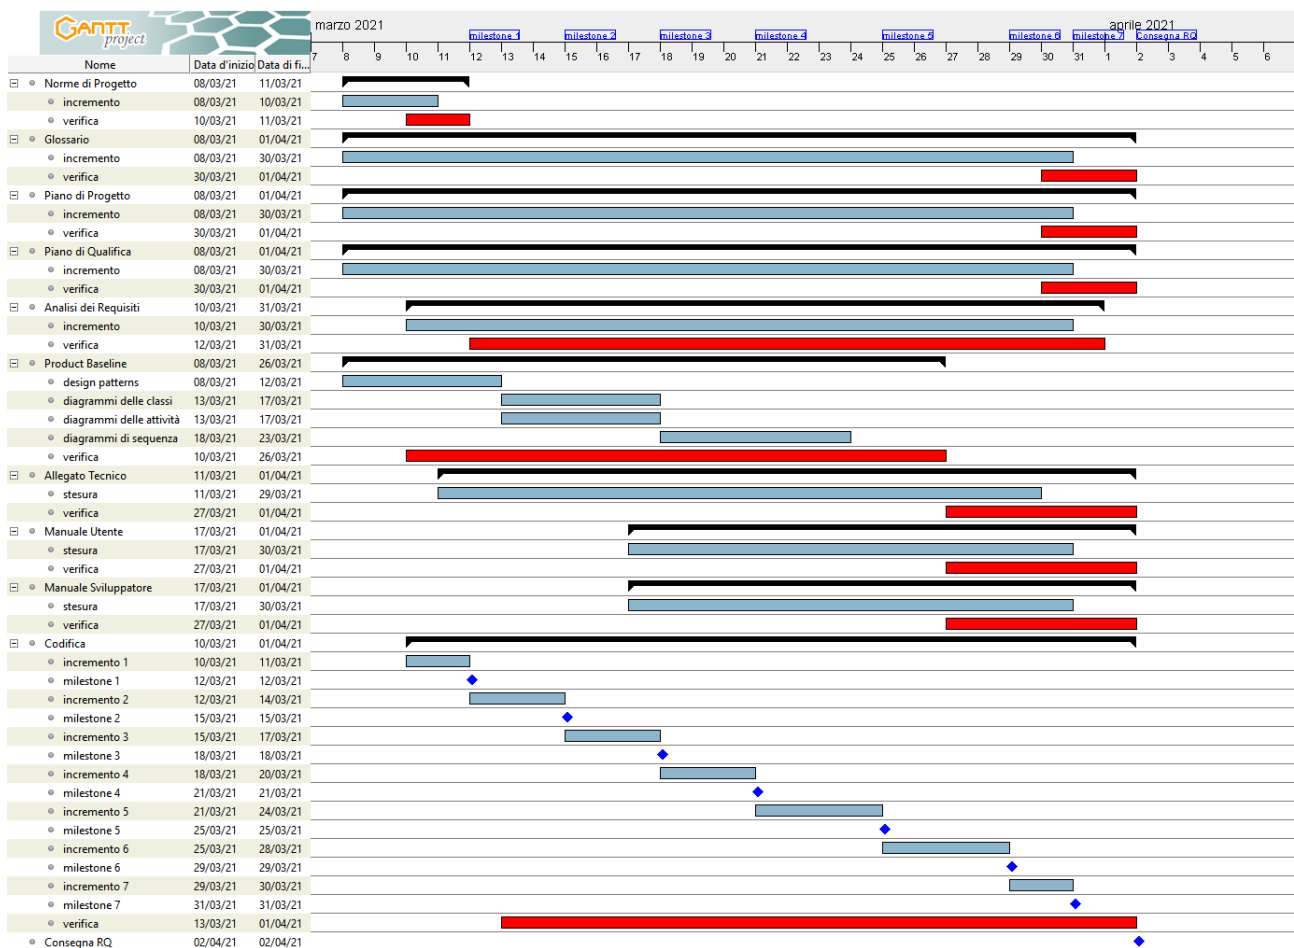 GANTT
project
marzo 2021 aprile 2021
milestone 1 milestone 2 milestone 3 milestone 4 milestone 5 milestone 6 milestone 7 Consegna RQ
7 8 9 10 11 12 13 14 15 16 17 18 19 20 21 22 23 24 25 26 27 28 29 30 31 1 2 3 4 5 6
Nome Data d'inizio Data di fi...
Norme di Progetto 08/03/21 11/03/21
incremento 08/03/21 10/03/21
verifica 10/03/21 11/03/21
Glossario 08/03/21 01/04/21
incremento 08/03/21 30/03/21
verifica 30/03/21 01/04/21
Piano di Progetto 08/03/21 01/04/21
incremento 08/03/21 30/03/21
verifica 30/03/21 01/04/21
Piano di Qualifica 08/03/21 01/04/21
incremento 08/03/21 30/03/21
verifica 30/03/21 01/04/21
Analisi dei Requisiti 10/03/21 31/03/21
incremento 10/03/21 30/03/21
verifica 12/03/21 31/03/21
Product Baseline 08/03/21 26/03/21
design patterns 08/03/21 12/03/21
diagrammi delle classi 13/03/21 17/03/21
diagrammi delle attività 13/03/21 17/03/21
diagrammi di sequenza 18/03/21 23/03/21
verifica 10/03/21 26/03/21
Allegato Tecnico 11/03/21 01/04/21
stesura 11/03/21 29/03/21
verifica 27/03/21 01/04/21
Manuale Utente 17/03/21 01/04/21
stesura 17/03/21 30/03/21
verifica 27/03/21 01/04/21
Manuale Sviluppatore 17/03/21 01/04/21
stesura 17/03/21 30/03/21
verifica 27/03/21 01/04/21
Codifica 10/03/21 01/04/21
incremento 1 10/03/21 11/03/21
milestone 1 12/03/21 12/03/21
incremento 2 12/03/21 14/03/21
milestone 2 15/03/21 15/03/21
incremento 3 15/03/21 17/03/21
milestone 3 18/03/21 18/03/21
incremento 4 18/03/21 20/03/21
milestone 4 21/03/21 21/03/21
incremento 5 21/03/21 24/03/21
milestone 5 25/03/21 25/03/21
incremento 6 25/03/21 28/03/21
milestone 6 29/03/21 29/03/21
incremento 7 29/03/21 30/03/21
milestone 7 31/03/21 31/03/21
verifica 13/03/21 01/04/21
Consegna RQ 02/04/21 02/04/21